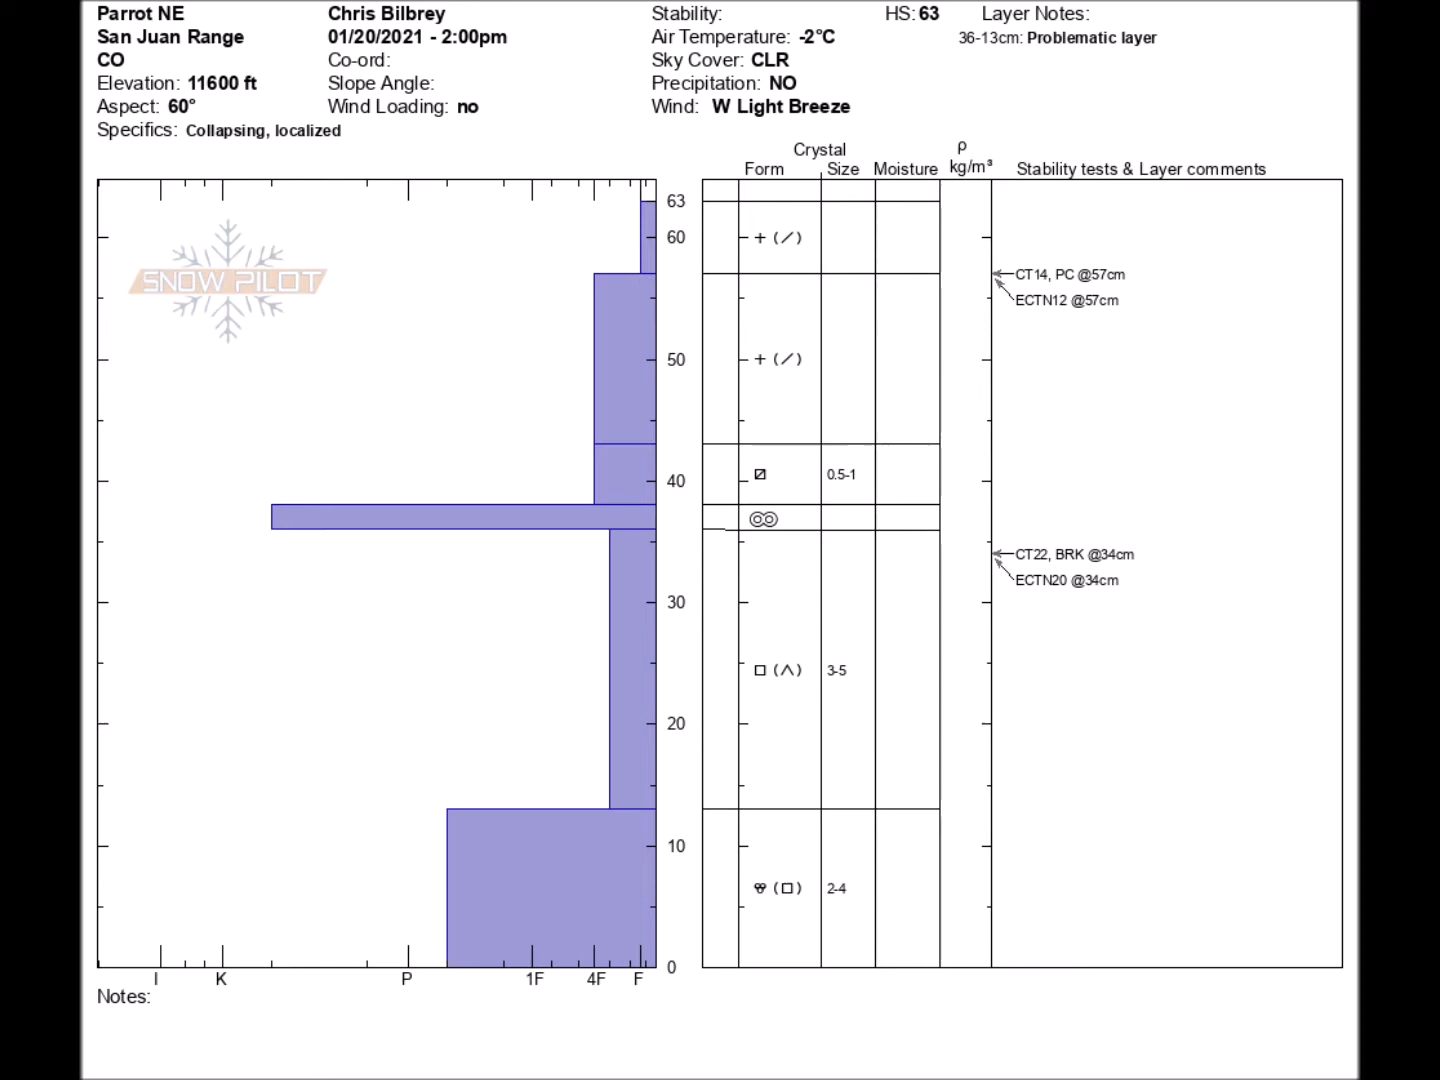 Parrot NE
San Juan Range
CO
Elevation: 11600 ft
Aspect: 60°
Specifics: Collapsing, localized
Chris Bilbrey
01/20/2021 - 2:00pm
Co-ord:
Slope Angle:
Wind Loading: no
Stability:
Air Temperature: -2°C
Sky Cover: CLR
Precipitation: NO
Wind: W Light Breeze
HS: 63
Layer Notes:
36-13cm: Problematic layer
Crystal
Form Size Moisture
ρ
kg/m³
Stability tests & Layer comments
SNOW PILOT
63
60
50
40
30
20
10
0
+ (/)
+ (/)
0.5-1
3-5
2-4
CT14, PC @57cm
ECTN12 @57cm
CT22, BRK @34cm
ECTN20 @34cm
I K P 1F 4F F
Notes: